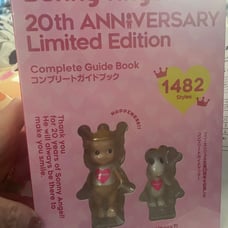 20th ANNIVERSARY
Limited Edition
Complete Guide Book
コンプリートガイドブック
1482
Styles
HAPPINESS!!
Thank you
for 20 years of Sonny Angel
He will always be there to
make you smile